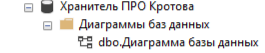 Хранитель ПРО Кротова
Диаграммы баз данных
dbo.Диаграмма базы данных